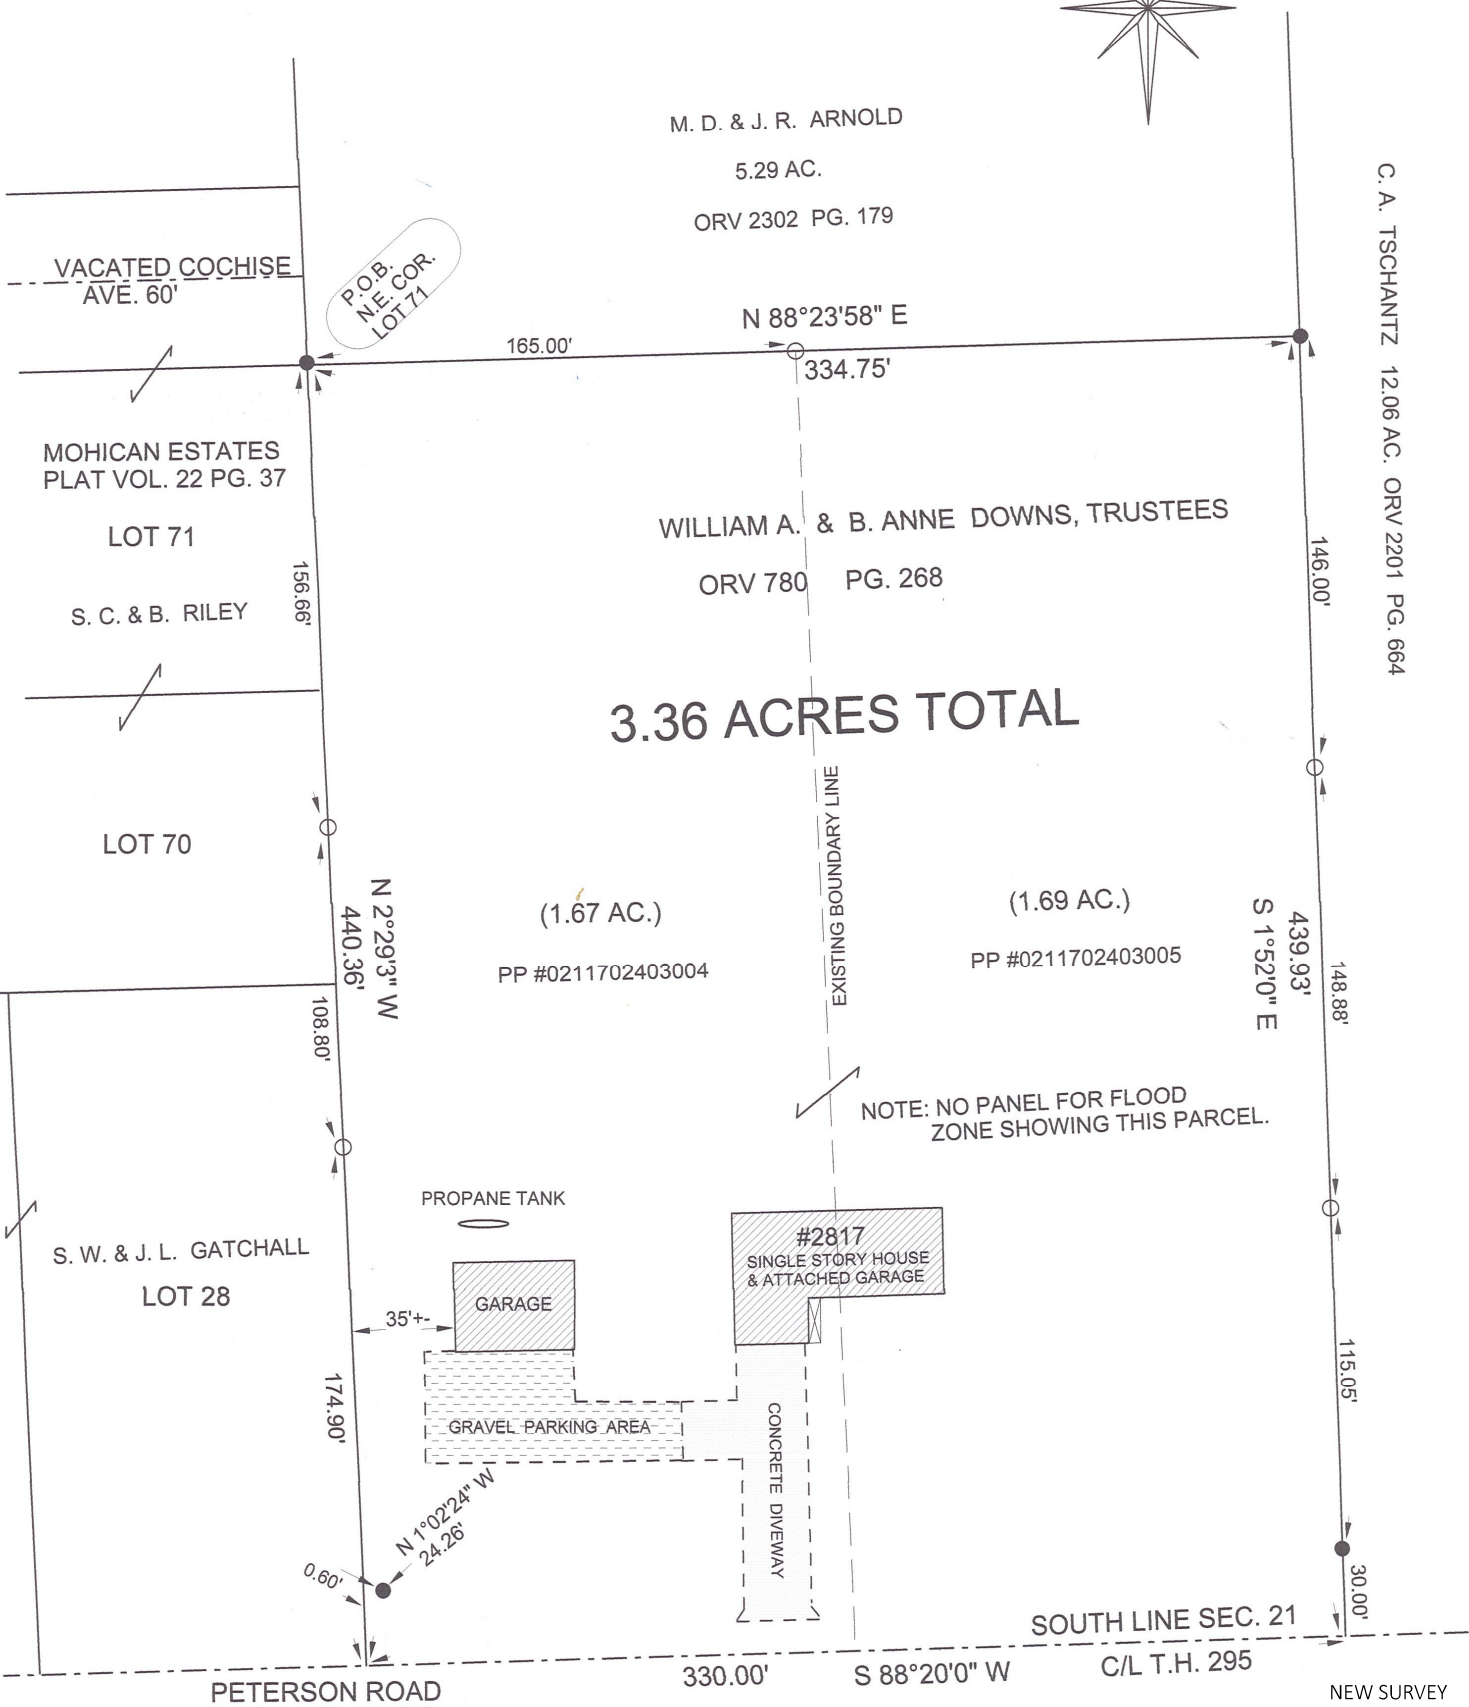 M. D. & J. R. ARNOLD
5.29 AC.
ORV 2302 PG. 179
C. A. TSCHANTZ 12.06 AC. ORV 2201 PG. 664
VACATED COCHISE
AVE. 60'
P.O.B.
N.E. COR.
LOT 71
N 88°23'58" E
165.00'
334.75'
MOHICAN ESTATES
PLAT VOL. 22 PG. 37
LOT 71
S. C. & B. RILEY
156.66'
WILLIAM A. & B. ANNE DOWNS, TRUSTEES
ORV 780 PG. 268
146.00'
3.36 ACRES TOTAL
EXISTING BOUNDARY LINE
LOT 70
N 2°29'3" W
440.36'
(1.67 AC.)
PP #0211702403004
(1.69 AC.)
PP #0211702403005
S 1°52'0" E
439.93'
148.88'
108.80'
NOTE: NO PANEL FOR FLOOD
ZONE SHOWING THIS PARCEL.
PROPANE TANK
#2817
SINGLE STORY HOUSE
& ATTACHED GARAGE
S. W. & J. L. GATCHALL
LOT 28
GARAGE
35'+-
174.90'
115.05'
GRAVEL PARKING AREA
CONCRETE DIVEWAY
N 1°02'24" W
24.26'
0.60'
30.00'
SOUTH LINE SEC. 21
330.00' S 88°20'0" W
C/L T.H. 295
PETERSON ROAD
NEW SURVEY